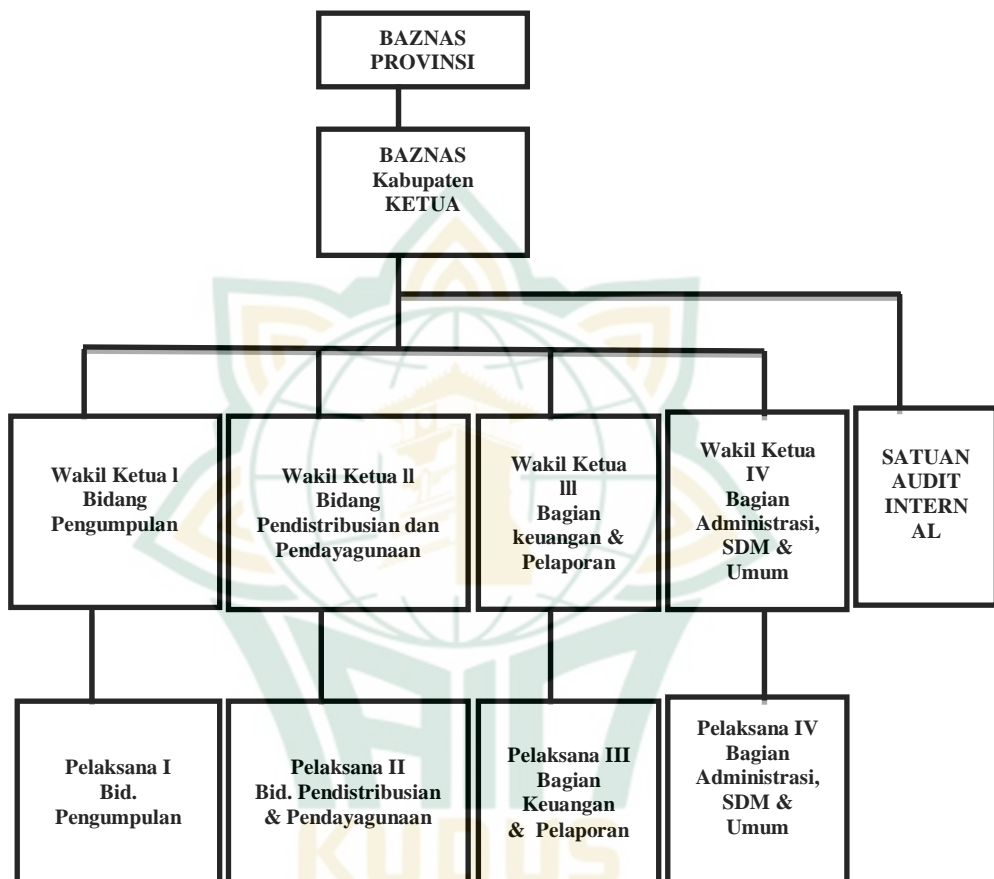 BAZNAS
PROVINSI
BAZNAS
Kabupaten
KETUA
Wakil Ketua l
Bidang
Pengumpulan
Wakil Ketua ll
Bidang
Pendistribusian dan
Pendayagunaan
Wakil Ketua
lll
Bagian
keuangan &
Pelaporan
Wakil Ketua
IV
Bagian
Administrasi,
SDM &
Umum
SATUAN
AUDIT
INTERN
AL
Pelaksana I
Bid.
Pengumpulan
Pelaksana II
Bid. Pendistribusian
& Pendayagunaan
Pelaksana III
Bagian
Keuangan
& Pelaporan
Pelaksana IV
Bagian
Administrasi,
SDM &
Umum
KUDUS